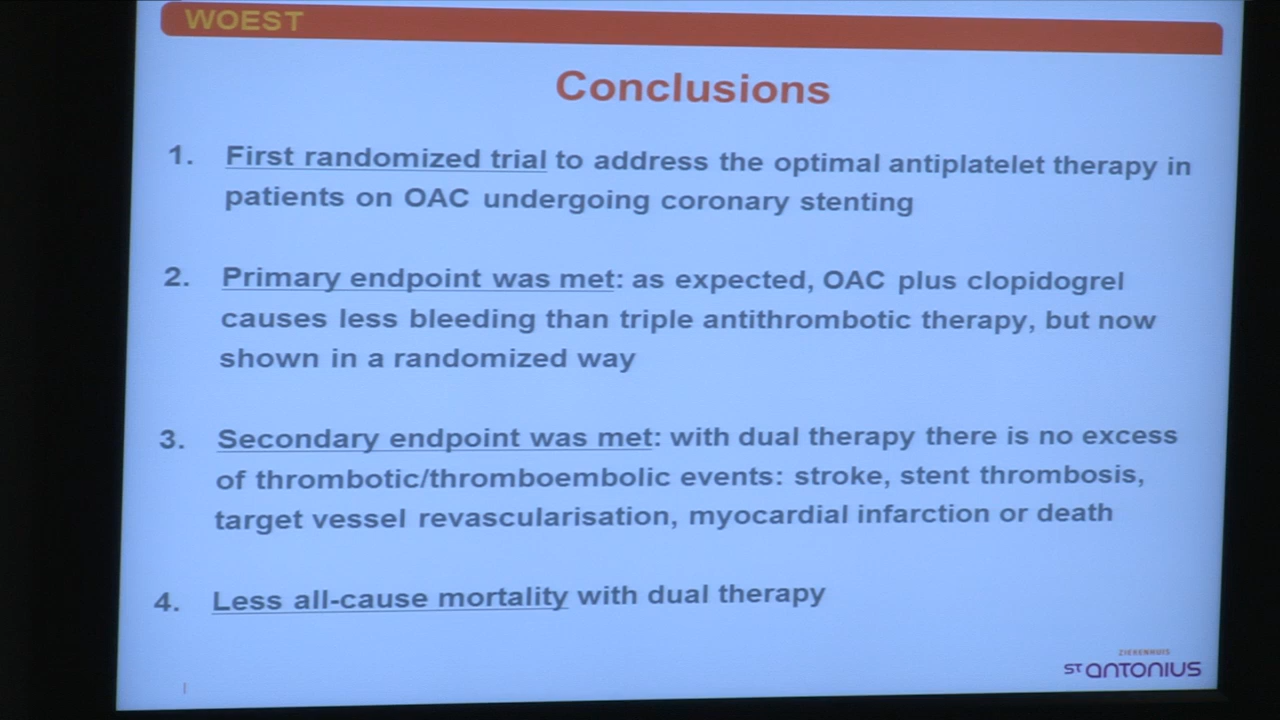 WOEST
Conclusions
1. First randomized trial to address the optimal antiplatelet therapy in
patients on OAC undergoing coronary stenting
2. Primary endpoint was met: as expected, OAC plus clopidogrel
causes less bleeding than triple antithrombotic therapy, but now
shown in a randomized way
3. Secondary endpoint was met: with dual therapy there is no excess
of thrombotic/thromboembolic events: stroke, stent thrombosis,
target vessel revascularisation, myocardial infarction or death
4. Less all-cause mortality with dual therapy
ZIEKENHUIS
ST ANTONIUS